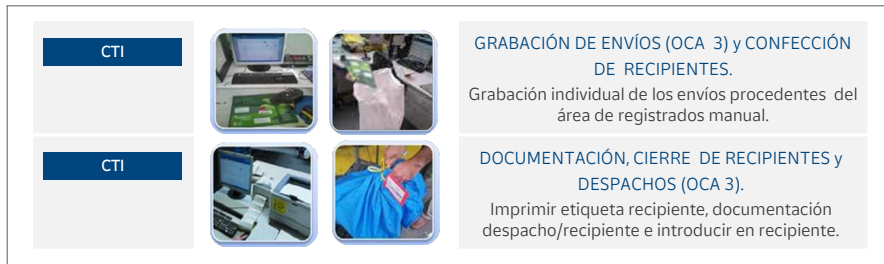 CTI
GRABACIÓN DE ENVÍOS (OCA 3) y CONFECCIÓN
DE RECIPIENTES.
Grabación individual de los envíos procedentes del
área de registrados manual.
CTI
DOCUMENTACIÓN, CIERRE DE RECIPIENTES y
DESPACHOS (OCA 3).
Imprimir etiqueta recipiente, documentación
despacho/recipiente e introducir en recipiente.